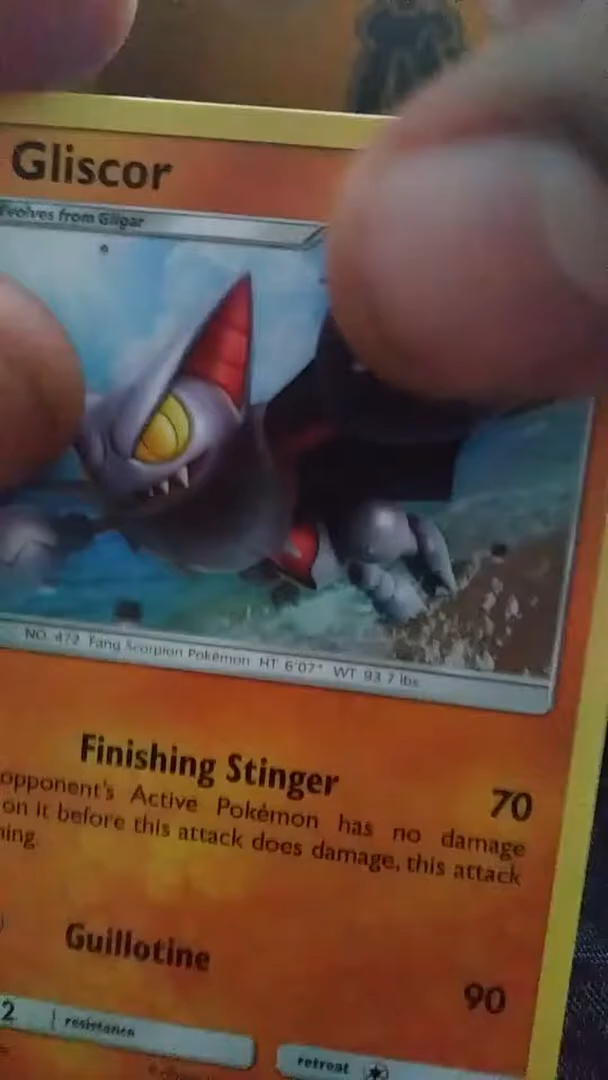 Gliscor
Evolves from Gligar
NO. 472 Fang Scorpion Pokémon HT 6'07" WT 93.7 lbs
Finishing Stinger 70
opponent's Active Pokémon has no damage
on it before this attack does damage, this attack
Guillotine
90
2 resistance
retreat